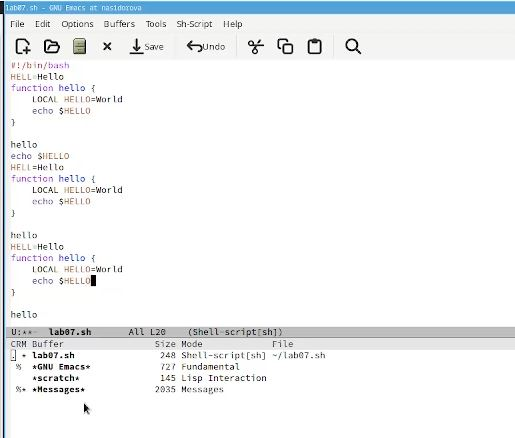 lab07.sh - GNU Emacs at nasidorova
File Edit Options Buffers Tools Sh-Script Help
Save Undo
#!/bin/bash
HELL=Hello
function hello {
    LOCAL HELLO=World
    echo $HELLO
}

hello
echo $HELLO
HELL=Hello
function hello {
    LOCAL HELLO=World
    echo $HELLO
}

hello
HELL=Hello
function hello {
    LOCAL HELLO=World
    echo $HELLO
}

hello
U:**- lab07.sh All L20 (Shell-script[sh])
CRM Buffer Size Mode File
. * lab07.sh 248 Shell-script[sh] ~/lab07.sh
% *GNU Emacs* 727 Fundamental
*scratch* 145 Lisp Interaction
%* *Messages* 2035 Messages